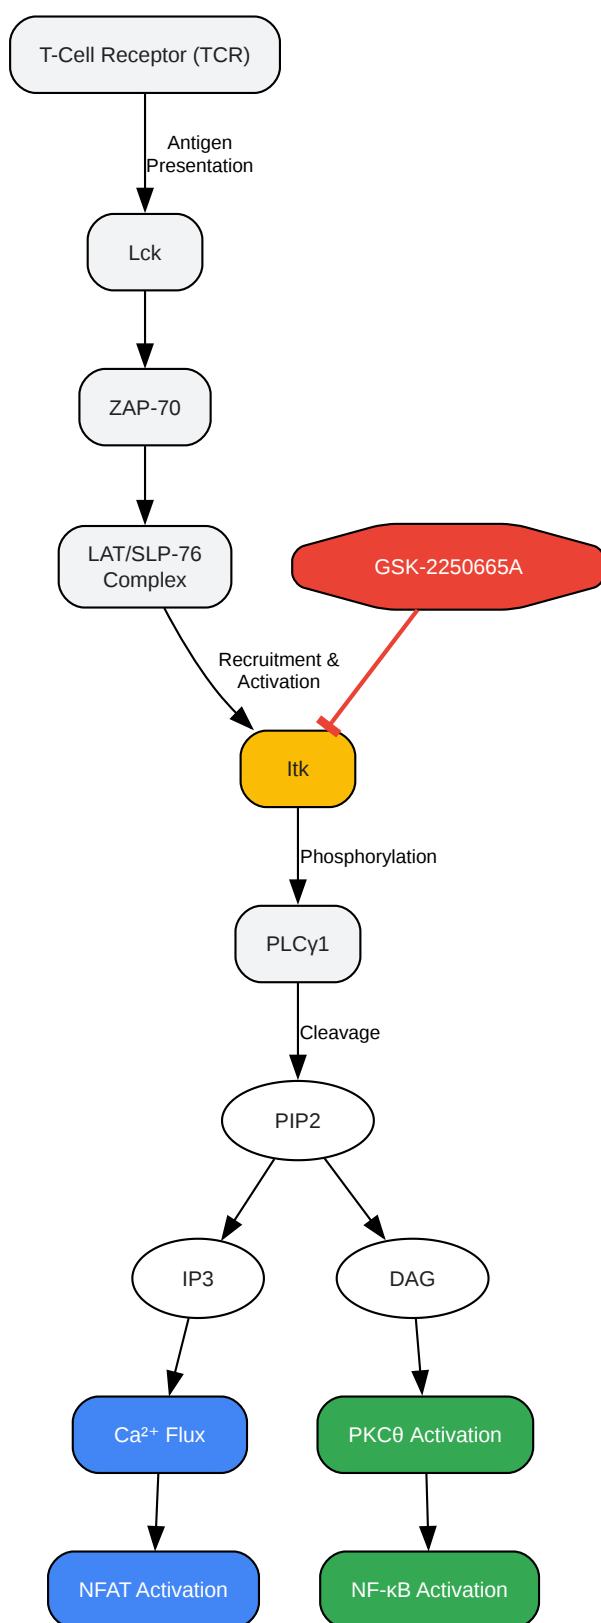 T-Cell Receptor (TCR)
Antigen
Presentation
Lck
ZAP-70
LAT/SLP-76
Complex
GSK-2250665A
Recruitment &
Activation
Itk
Phosphorylation
PLCγ1
Cleavage
PIP2
IP3
DAG
Ca²⁺ Flux
PKCθ Activation
NFAT Activation
NF-κB Activation